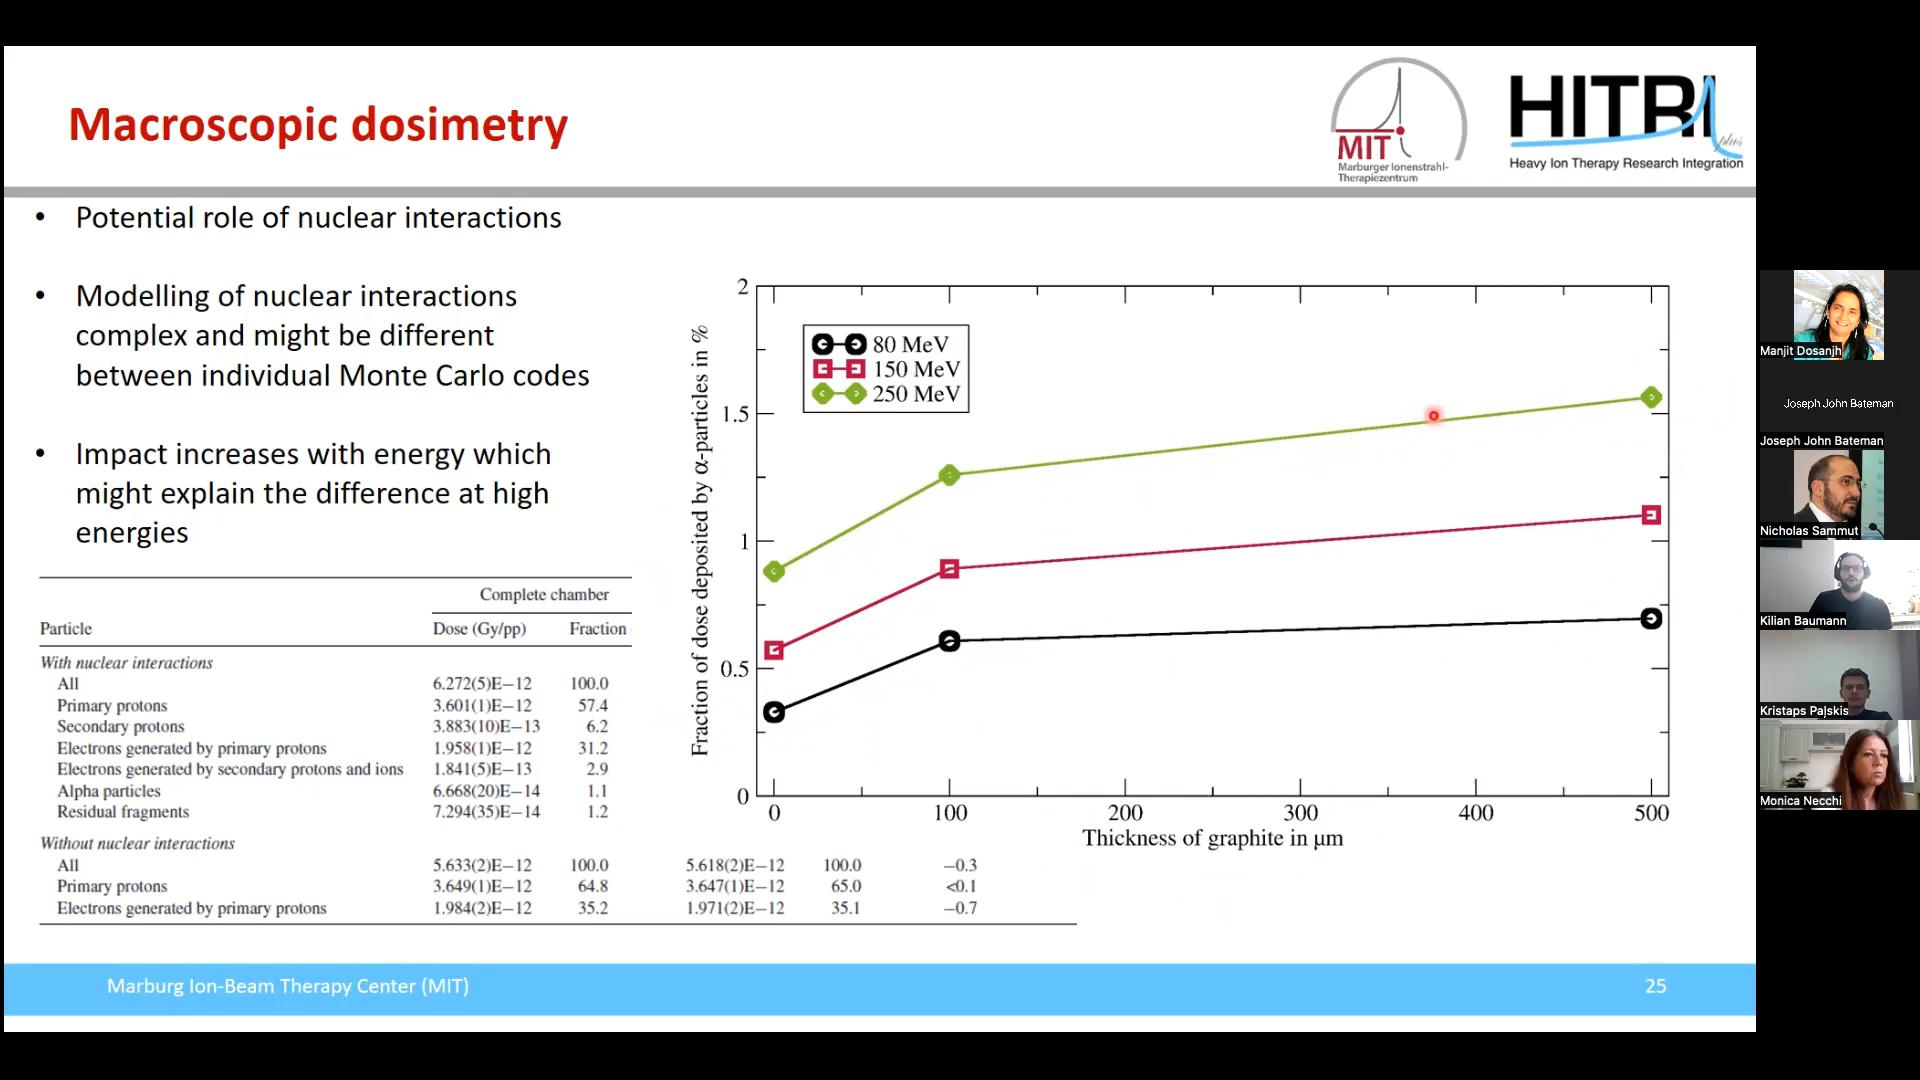 Macroscopic dosimetry
MIT
Marburger Ionenstrahl-
Therapiezentrum
HITRI
plus
Heavy Ion Therapy Research Integration
• Potential role of nuclear interactions
• Modelling of nuclear interactions
complex and might be different
between individual Monte Carlo codes
• Impact increases with energy which
might explain the difference at high
energies
Complete chamber
Particle Dose (Gy/pp) Fraction
With nuclear interactions
All 6.272(5)E−12 100.0
Primary protons 3.601(1)E−12 57.4
Secondary protons 3.883(10)E−13 6.2
Electrons generated by primary protons 1.958(1)E−12 31.2
Electrons generated by secondary protons and ions 1.841(5)E−13 2.9
Alpha particles 6.668(20)E−14 1.1
Residual fragments 7.294(35)E−14 1.2
Without nuclear interactions
All 5.633(2)E−12 100.0 5.618(2)E−12 100.0 −0.3
Primary protons 3.649(1)E−12 64.8 3.647(1)E−12 65.0 <0.1
Electrons generated by primary protons 1.984(2)E−12 35.2 1.971(2)E−12 35.1 −0.7
Fraction of dose deposited by α-particles in %
2
1.5
1
0.5
0
80 MeV
150 MeV
250 MeV
0 100 200 300 400 500
Thickness of graphite in μm
Marburg Ion-Beam Therapy Center (MIT)
25
Manjit Dosanjh
Joseph John Bateman
Joseph John Bateman
Nicholas Sammut
Kilian Baumann
Kristaps Paļskis
Monica Necchi